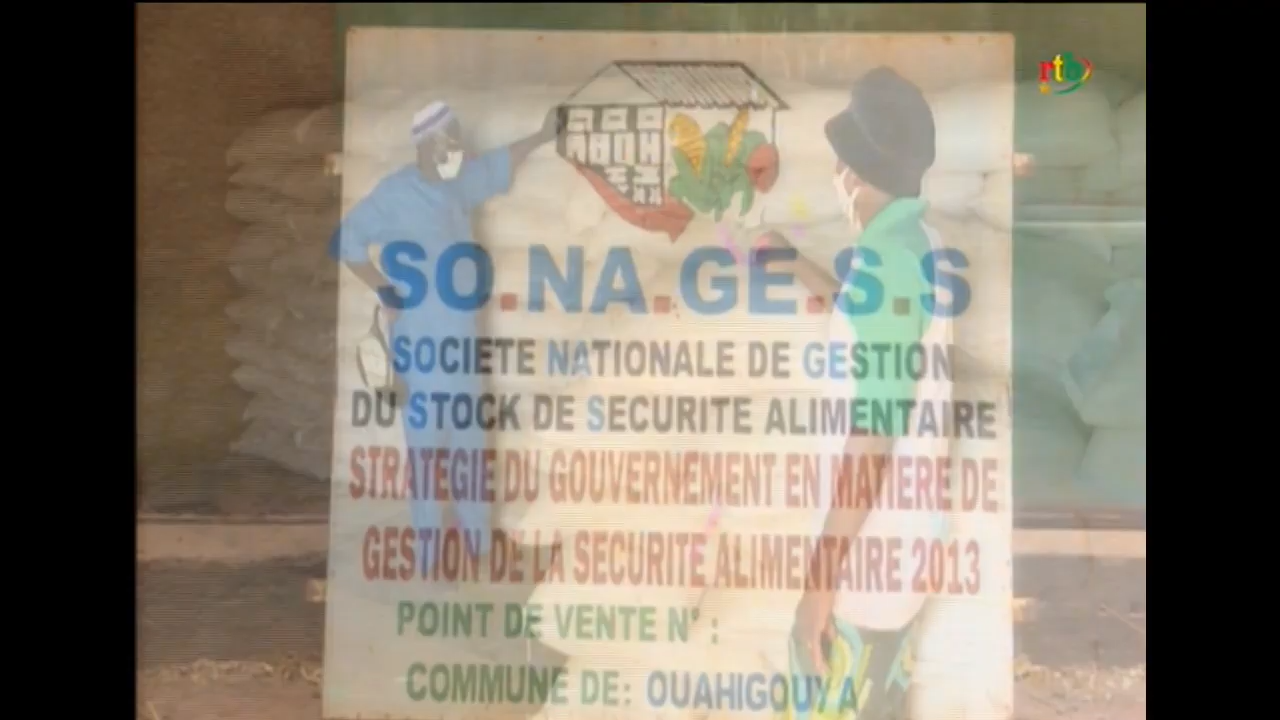 rtb
SO.NA.GE.S.S
SOCIETE NATIONALE DE GESTION
DU STOCK DE SECURITE ALIMENTAIRE
STRATEGIE DU GOUVERNEMENT EN MATIERE DE
GESTION DE LA SECURITE ALIMENTAIRE 2013
POINT DE VENTE N° :
COMMUNE DE: OUAHIGOUYA